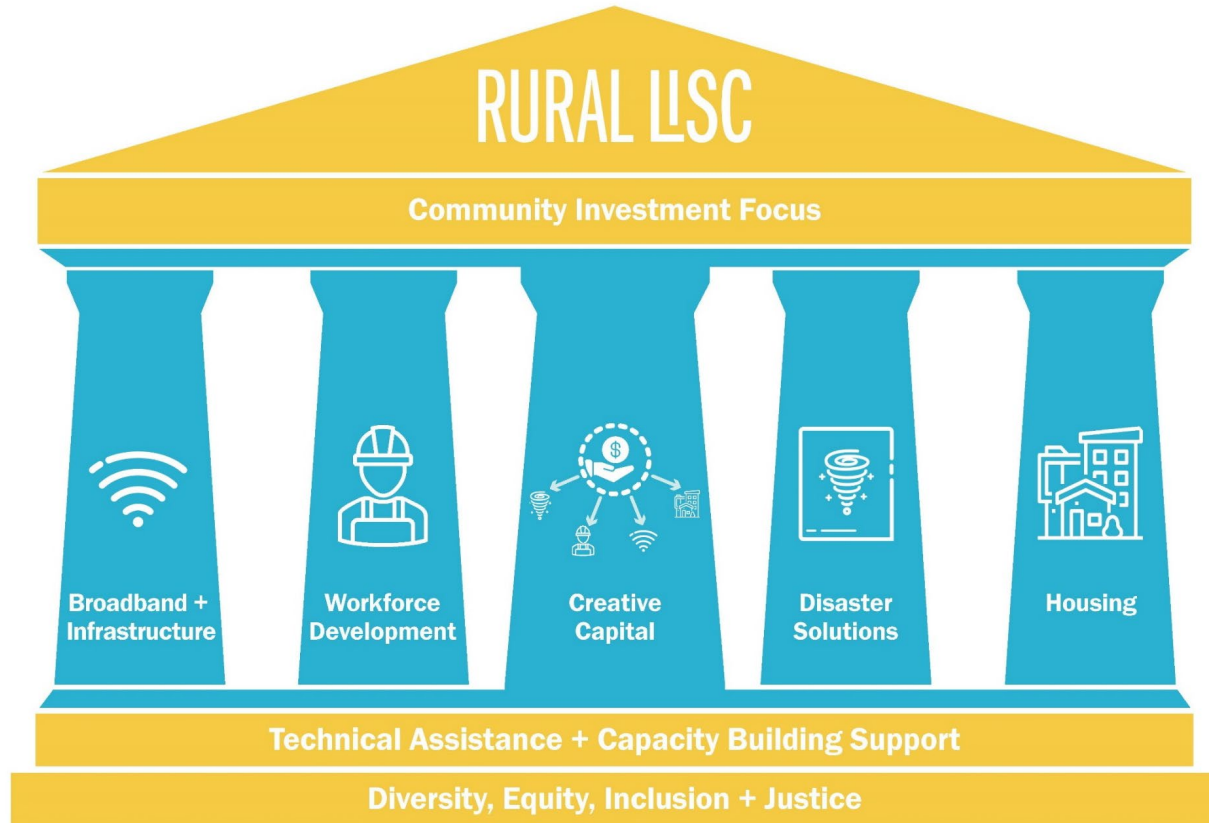 RURAL LISC
Community Investment Focus
Broadband +
Infrastructure
Workforce
Development
$
Creative
Capital
Disaster
Solutions
Housing
Technical Assistance + Capacity Building Support
Diversity, Equity, Inclusion + Justice